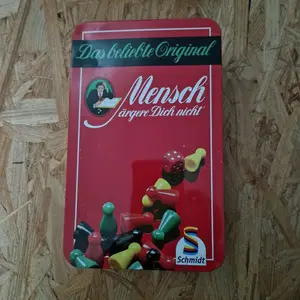 Das beliebte Original
Mensch
ärgere Dich nicht
S
Schmidt